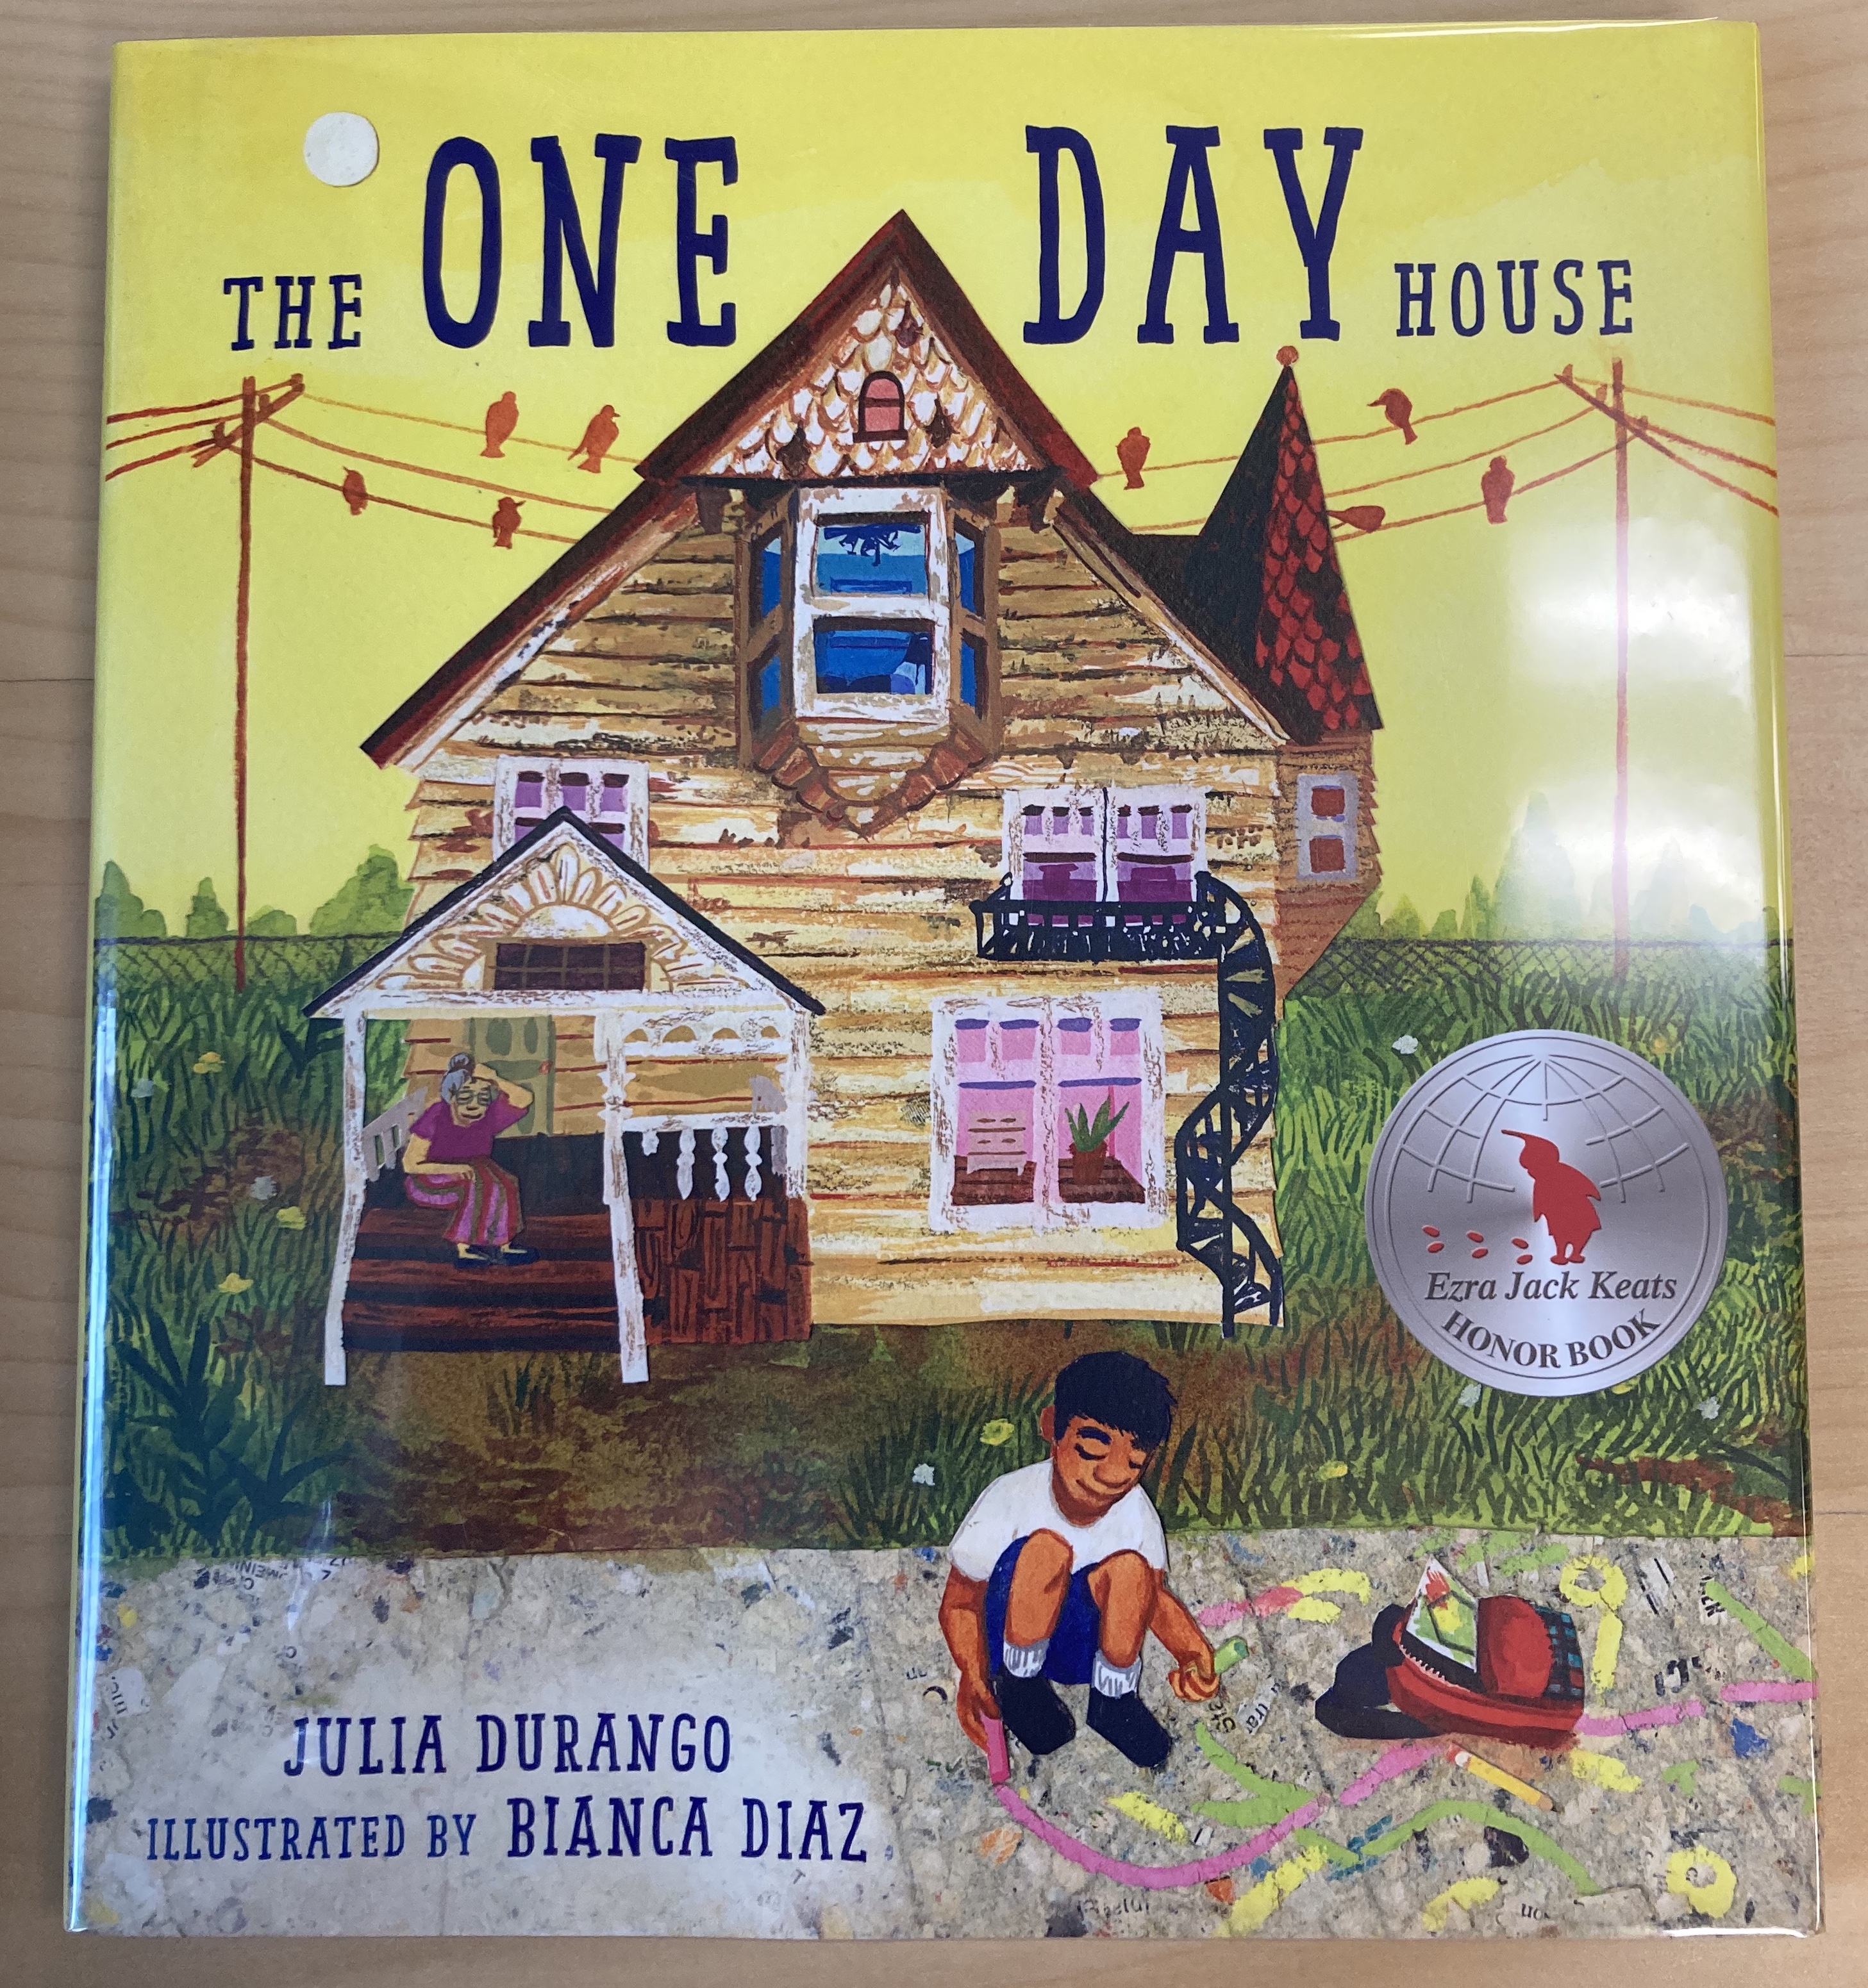 THE ONE DAY HOUSE
Ezra Jack Keats
HONOR BOOK
JULIA DURANGO
ILLUSTRATED BY BIANCA DIAZ